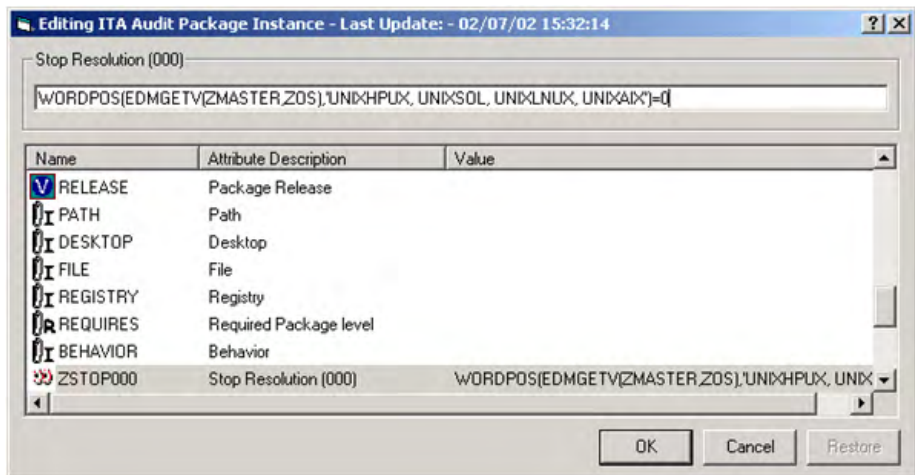 Editing ITA Audit Package Instance - Last Update: - 02/07/02 15:32:14
Stop Resolution (000)
WORDPOS(EDMGETV(ZMASTER,ZOS),'UNIXHPUX, UNIXSOL, UNIXLNUX, UNIXAIX')=0
Name Attribute Description Value
V RELEASE Package Release
I PATH Path
I DESKTOP Desktop
I FILE File
I REGISTRY Registry
R REQUIRES Required Package level
I BEHAVIOR Behavior
ZSTOP000 Stop Resolution (000) WORDPOS(EDMGETV(ZMASTER,ZOS),'UNIXHPUX, UNIX
OK Cancel Restore